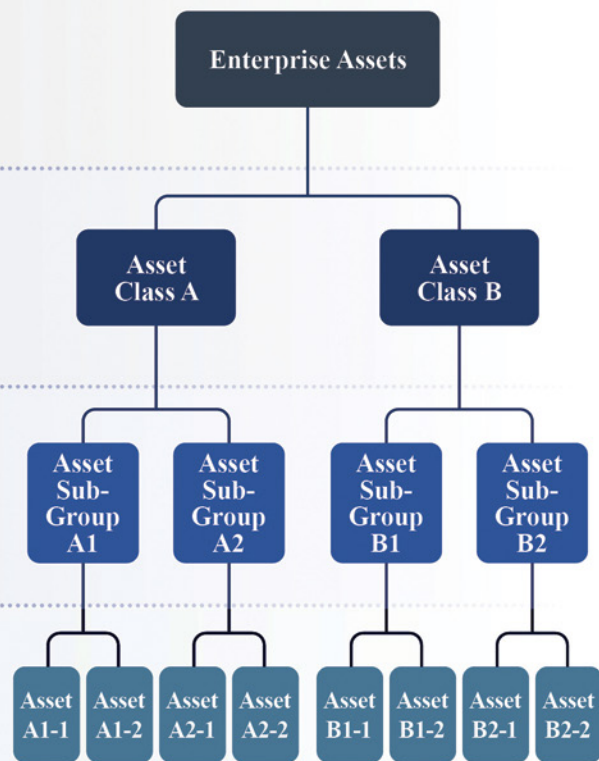 Enterprise Assets
Asset
Class A
Asset
Class B
Asset
Sub-
Group
A1
Asset
Sub-
Group
A2
Asset
Sub-
Group
B1
Asset
Sub-
Group
B2
Asset
A1-1
Asset
A1-2
Asset
A2-1
Asset
A2-2
Asset
B1-1
Asset
B1-2
Asset
B2-1
Asset
B2-2